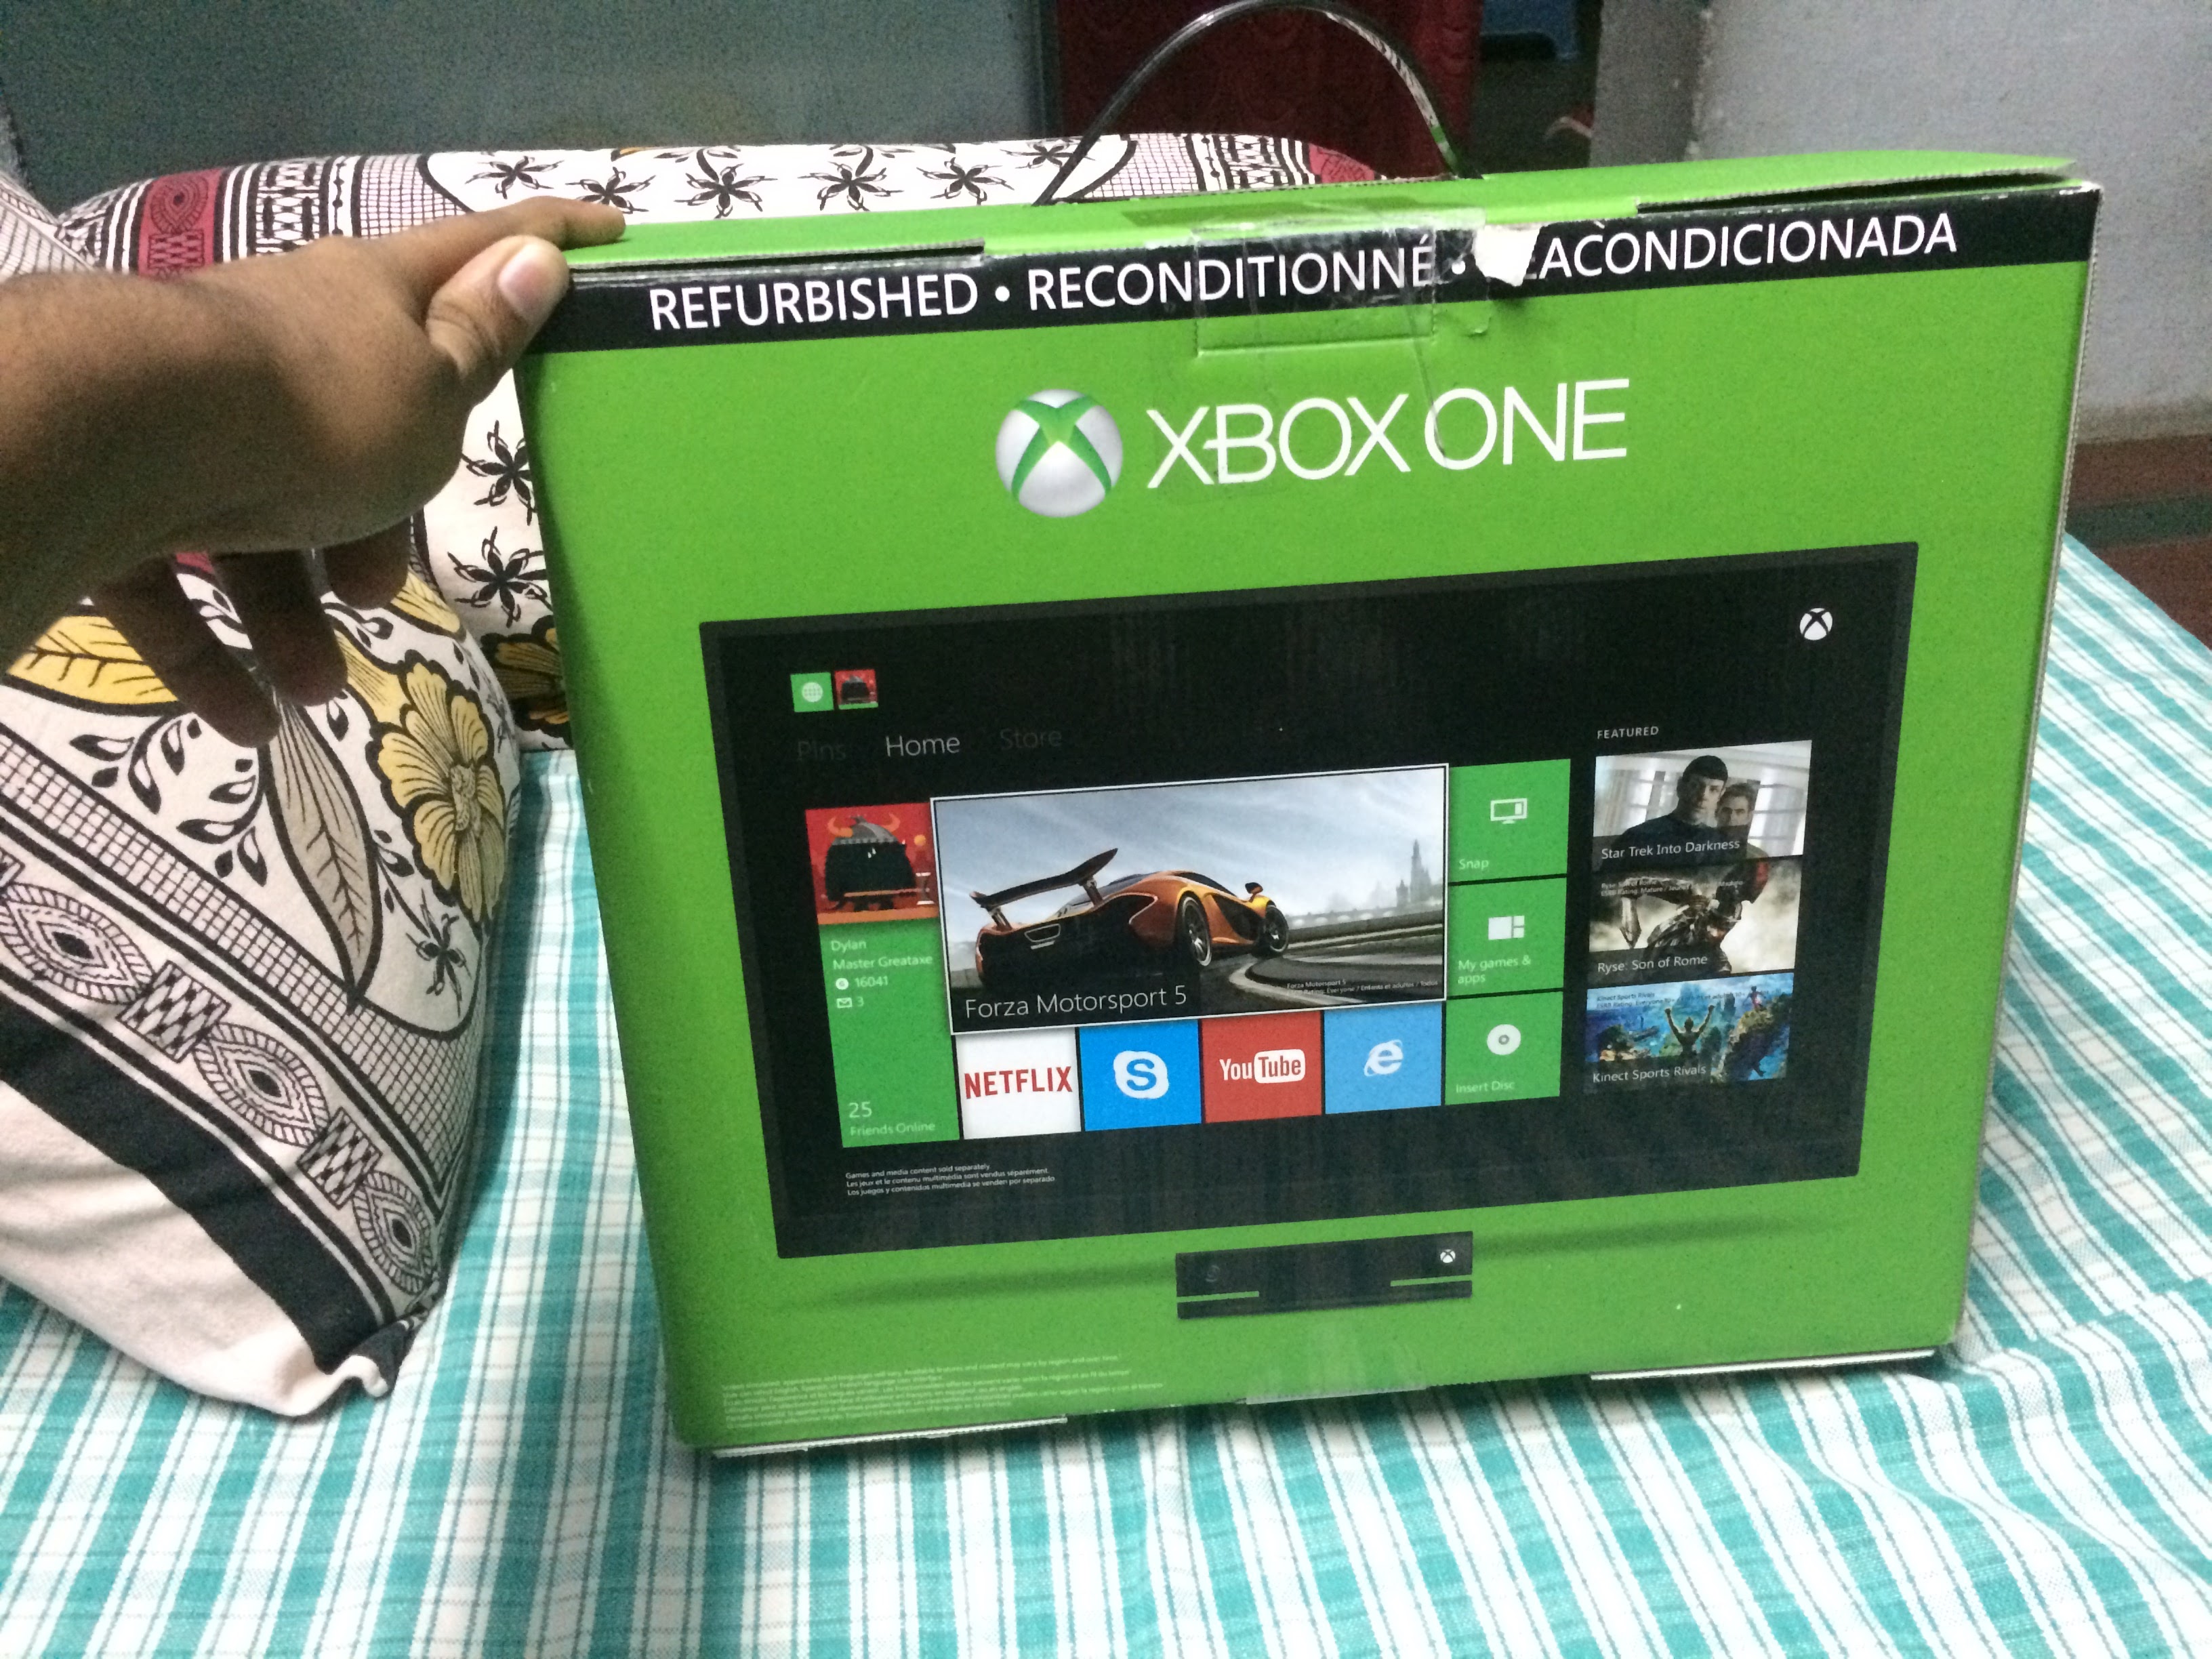 REFURBISHED • RECONDITIONNÉ • EACONDICIONADA
XBOX ONE
Pins Home Store
FEATURED
Star Trek Into Darkness
Ryse: Son of Rome
Kinect Sports Rivals
Snap
My games &
apps
Insert Disc
Forza Motorsport 5
Dylan
Master Greataxe
16041
3
25
Friends Online
NETFLIX
S
YouTube
e
Games and media content sold separately.
Les jeux et le contenu multimédia sont vendus séparément.
Los juegos y contenidos multimedia se venden por separado